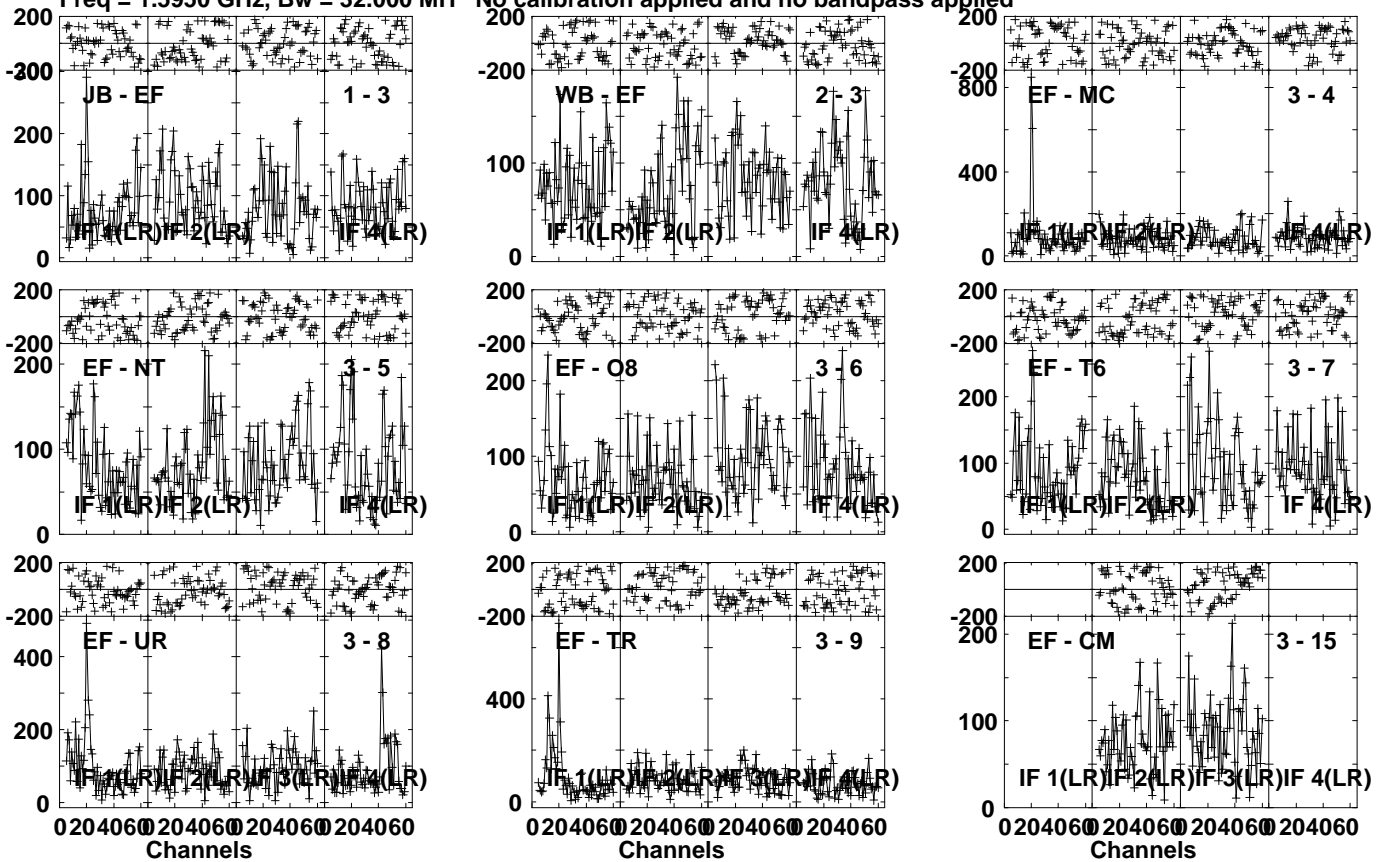 Freq = 1.5950 GHz, Bw = 32.000 MH No calibration applied and no bandpass applied
200
-200
300
200
100
0
JB - EF 1 - 3
IF 1(LR) IF 2(LR) IF 4(LR)
200
-200
100
0
WB - EF 2 - 3
IF 1(LR) IF 2(LR) IF 4(LR)
200
-200
800
400
0
EF - MC 3 - 4
IF 1(LR) IF 2(LR) IF 4(LR)
200
-200
200
100
0
EF - NT 3 - 5
IF 1(LR) IF 2(LR) IF 4(LR)
200
-200
200
100
0
EF - O8 3 - 6
IF 1(LR) IF 2(LR) IF 4(LR)
200
-200
200
100
0
EF - T6 3 - 7
IF 1(LR) IF 2(LR) IF 4(LR)
200
-200
400
200
0
EF - UR 3 - 8
IF 1(LR) IF 2(LR) IF 3(LR) IF 4(LR)
0 20 40 60 0 20 40 60 0 20 40 60 0 20 40 60
Channels
200
-200
400
0
EF - TR 3 - 9
IF 1(LR) IF 2(LR) IF 3(LR) IF 4(LR)
0 20 40 60 0 20 40 60 0 20 40 60 0 20 40 60
Channels
200
-200
200
100
0
EF - CM 3 - 15
IF 1(LR) IF 2(LR) IF 3(LR) IF 4(LR)
0 20 40 60 0 20 40 60 0 20 40 60 0 20 40 60
Channels